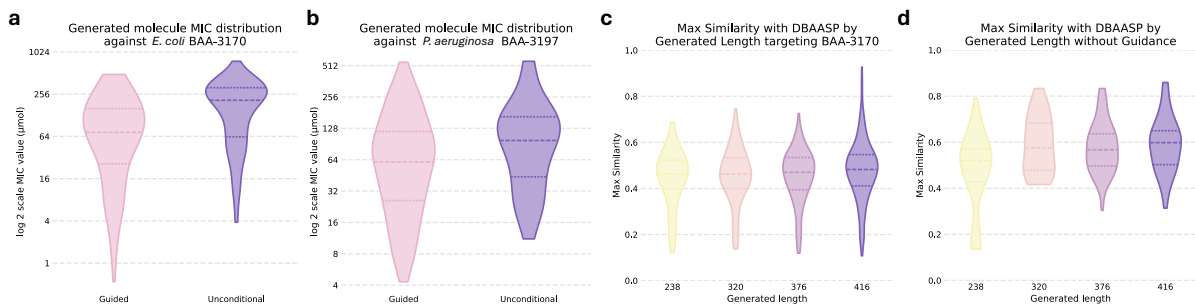 a
Generated molecule MIC distribution
against E. coli BAA-3170
log 2 scale MIC value (μmol)
1024
256
64
16
4
1
Guided
Unconditional
b
Generated molecule MIC distribution
against P. aeruginosa BAA-3197
log 2 scale MIC value (μmol)
512
256
128
64
32
16
8
4
Guided
Unconditional
c
Max Similarity with DBAASP by
Generated Length targeting BAA-3170
Max Similarity
1.0
0.8
0.6
0.4
0.2
0.0
238
320
376
416
Generated length
d
Max Similarity with DBAASP by
Generated Length without Guidance
Max Similarity
1.0
0.8
0.6
0.4
0.2
0.0
238
320
376
416
Generated length